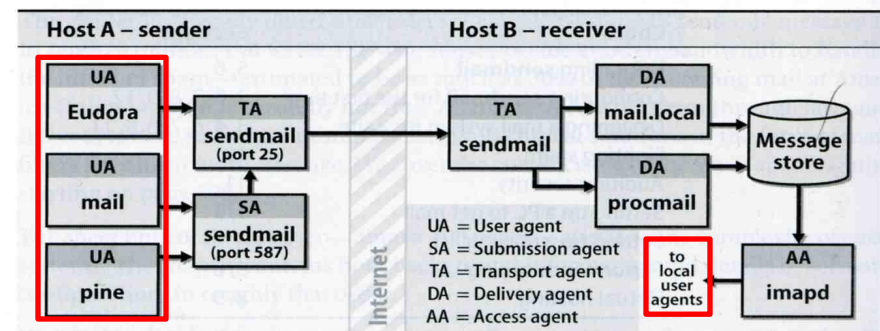 Host A – sender
Host B – receiver
UA
Eudora
UA
mail
UA
pine
TA
sendmail
(port 25)
SA
sendmail
(port 587)
Internet
TA
sendmail
DA
mail.local
DA
procmail
Message
store
AA
imapd
to
local
user
agents
UA = User agent
SA = Submission agent
TA = Transport agent
DA = Delivery agent
AA = Access agent